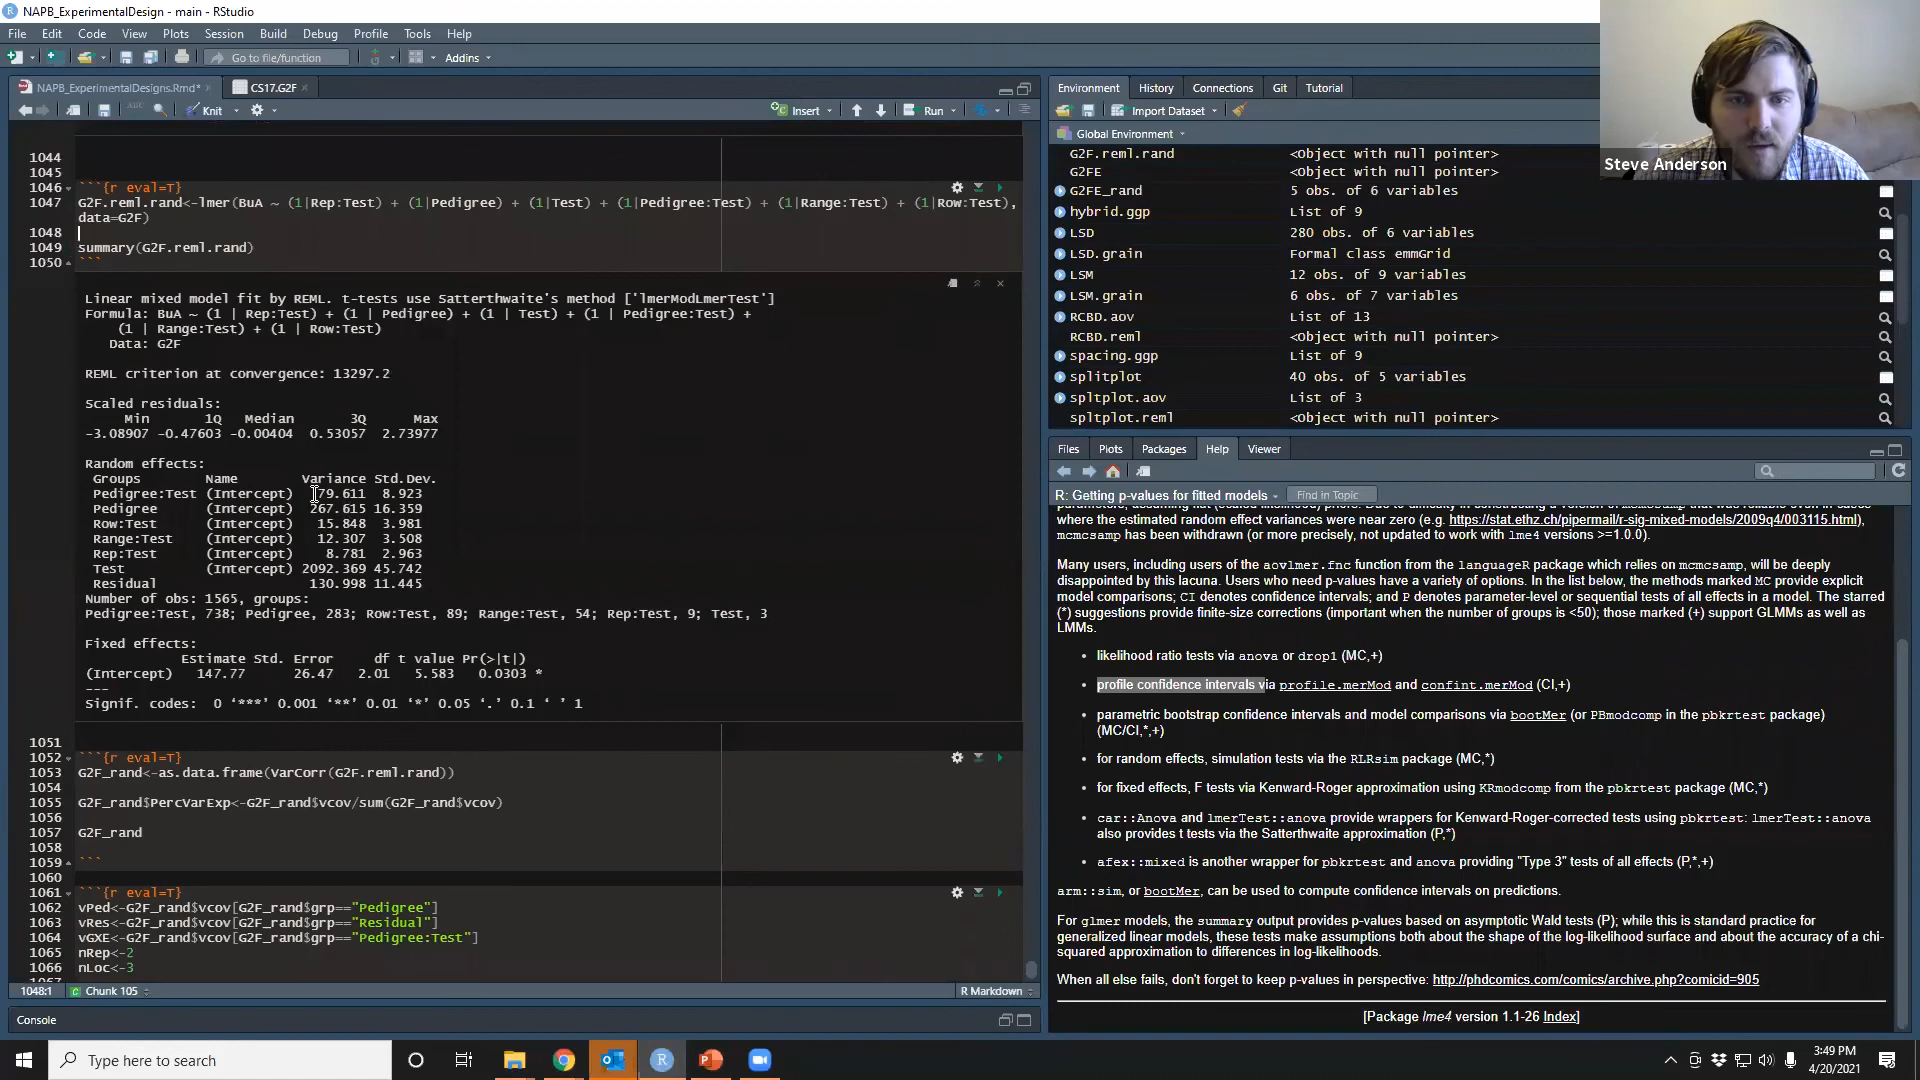 NAPB_ExperimentalDesign - main - RStudio
File Edit Code View Plots Session Build Debug Profile Tools Help
Go to file/function Addins
NAPB_ExperimentalDesigns.Rmd* CS17.G2F
Knit Insert Run
1044
1045
1046 ```{r eval=T}
1047 G2F.reml.rand<-lmer(BuA ~ (1|Rep:Test) + (1|Pedigree) + (1|Test) + (1|Pedigree:Test) + (1|Range:Test) + (1|Row:Test),
data=G2F)
1048
1049 summary(G2F.reml.rand)
1050 ```
Linear mixed model fit by REML. t-tests use Satterthwaite's method ['lmerModLmerTest']
Formula: BuA ~ (1 | Rep:Test) + (1 | Pedigree) + (1 | Test) + (1 | Pedigree:Test) +
(1 | Range:Test) + (1 | Row:Test)
Data: G2F
REML criterion at convergence: 13297.2
Scaled residuals:
Min 1Q Median 3Q Max
-3.08907 -0.47603 -0.00404 0.53057 2.73977
Random effects:
Groups Name Variance Std.Dev.
Pedigree:Test (Intercept) 79.611 8.923
Pedigree (Intercept) 267.615 16.359
Row:Test (Intercept) 15.848 3.981
Range:Test (Intercept) 12.307 3.508
Rep:Test (Intercept) 8.781 2.963
Test (Intercept) 2092.369 45.742
Residual 130.998 11.445
Number of obs: 1565, groups:
Pedigree:Test, 738; Pedigree, 283; Row:Test, 89; Range:Test, 54; Rep:Test, 9; Test, 3
Fixed effects:
Estimate Std. Error df t value Pr(>|t|)
(Intercept) 147.77 26.47 2.01 5.583 0.0303 *
---
Signif. codes: 0 ‘***’ 0.001 ‘**’ 0.01 ‘*’ 0.05 ‘.’ 0.1 ‘ ’ 1
1051
1052 ```{r eval=T}
1053 G2F_rand<-as.data.frame(VarCorr(G2F.reml.rand))
1054
1055 G2F_rand$PercVarExp<-G2F_rand$vcov/sum(G2F_rand$vcov)
1056
1057 G2F_rand
1058
1059 ```
1060
1061 ```{r eval=T}
1062 vPed<-G2F_rand$vcov[G2F_rand$grp=="Pedigree"]
1063 vRes<-G2F_rand$vcov[G2F_rand$grp=="Residual"]
1064 vGXE<-G2F_rand$vcov[G2F_rand$grp=="Pedigree:Test"]
1065 nRep<-2
1066 nLoc<-3
1048:1 Chunk 105 R Markdown
Console
Environment History Connections Git Tutorial
Import Dataset
Global Environment
G2F.reml.rand <Object with null pointer>
G2FE <Object with null pointer>
G2FE_rand 5 obs. of 6 variables
hybrid.ggp List of 9
LSD 280 obs. of 6 variables
LSD.grain Formal class emmGrid
LSM 12 obs. of 9 variables
LSM.grain 6 obs. of 7 variables
RCBD.aov List of 13
RCBD.reml <Object with null pointer>
spacing.ggp List of 9
splitplot 40 obs. of 5 variables
spltplot.aov List of 3
spltplot.reml <Object with null pointer>
Steve Anderson
Files Plots Packages Help Viewer
R: Getting p-values for fitted models Find in Topic
where the estimated random effect variances were near zero (e.g. https://stat.ethz.ch/pipermail/r-sig-mixed-models/2009q4/003115.html),
mcmcsamp has been withdrawn (or more precisely, not updated to work with lme4 versions >=1.0.0).
Many users, including users of the aovlmer.fnc function from the languageR package which relies on mcmcsamp, will be deeply
disappointed by this lacuna. Users who need p-values have a variety of options. In the list below, the methods marked MC provide explicit
model comparisons; CI denotes confidence intervals; and P denotes parameter-level or sequential tests of all effects in a model. The starred
(*) suggestions provide finite-size corrections (important when the number of groups is <50); those marked (+) support GLMMs as well as
LMMs.
• likelihood ratio tests via anova or drop1 (MC,+)
• profile confidence intervals via profile.merMod and confint.merMod (CI,+)
• parametric bootstrap confidence intervals and model comparisons via bootMer (or PBmodcomp in the pbkrtest package)
(MC/CI,*,+)
• for random effects, simulation tests via the RLRsim package (MC,*)
• for fixed effects, F tests via Kenward-Roger approximation using KRmodcomp from the pbkrtest package (MC,*)
• car::Anova and lmerTest::anova provide wrappers for Kenward-Roger-corrected tests using pbkrtest: lmerTest::anova
also provides t tests via the Satterthwaite approximation (P,*)
• afex::mixed is another wrapper for pbkrtest and anova providing "Type 3" tests of all effects (P,*,+)
arm::sim, or bootMer, can be used to compute confidence intervals on predictions.
For glmer models, the summary output provides p-values based on asymptotic Wald tests (P); while this is standard practice for
generalized linear models, these tests make assumptions both about the shape of the log-likelihood surface and about the accuracy of a chi-
squared approximation to differences in log-likelihoods.
When all else fails, don't forget to keep p-values in perspective: http://phdcomics.com/comics/archive.php?comicid=905
[Package lme4 version 1.1-26 Index]
Type here to search
3:49 PM
4/20/2021